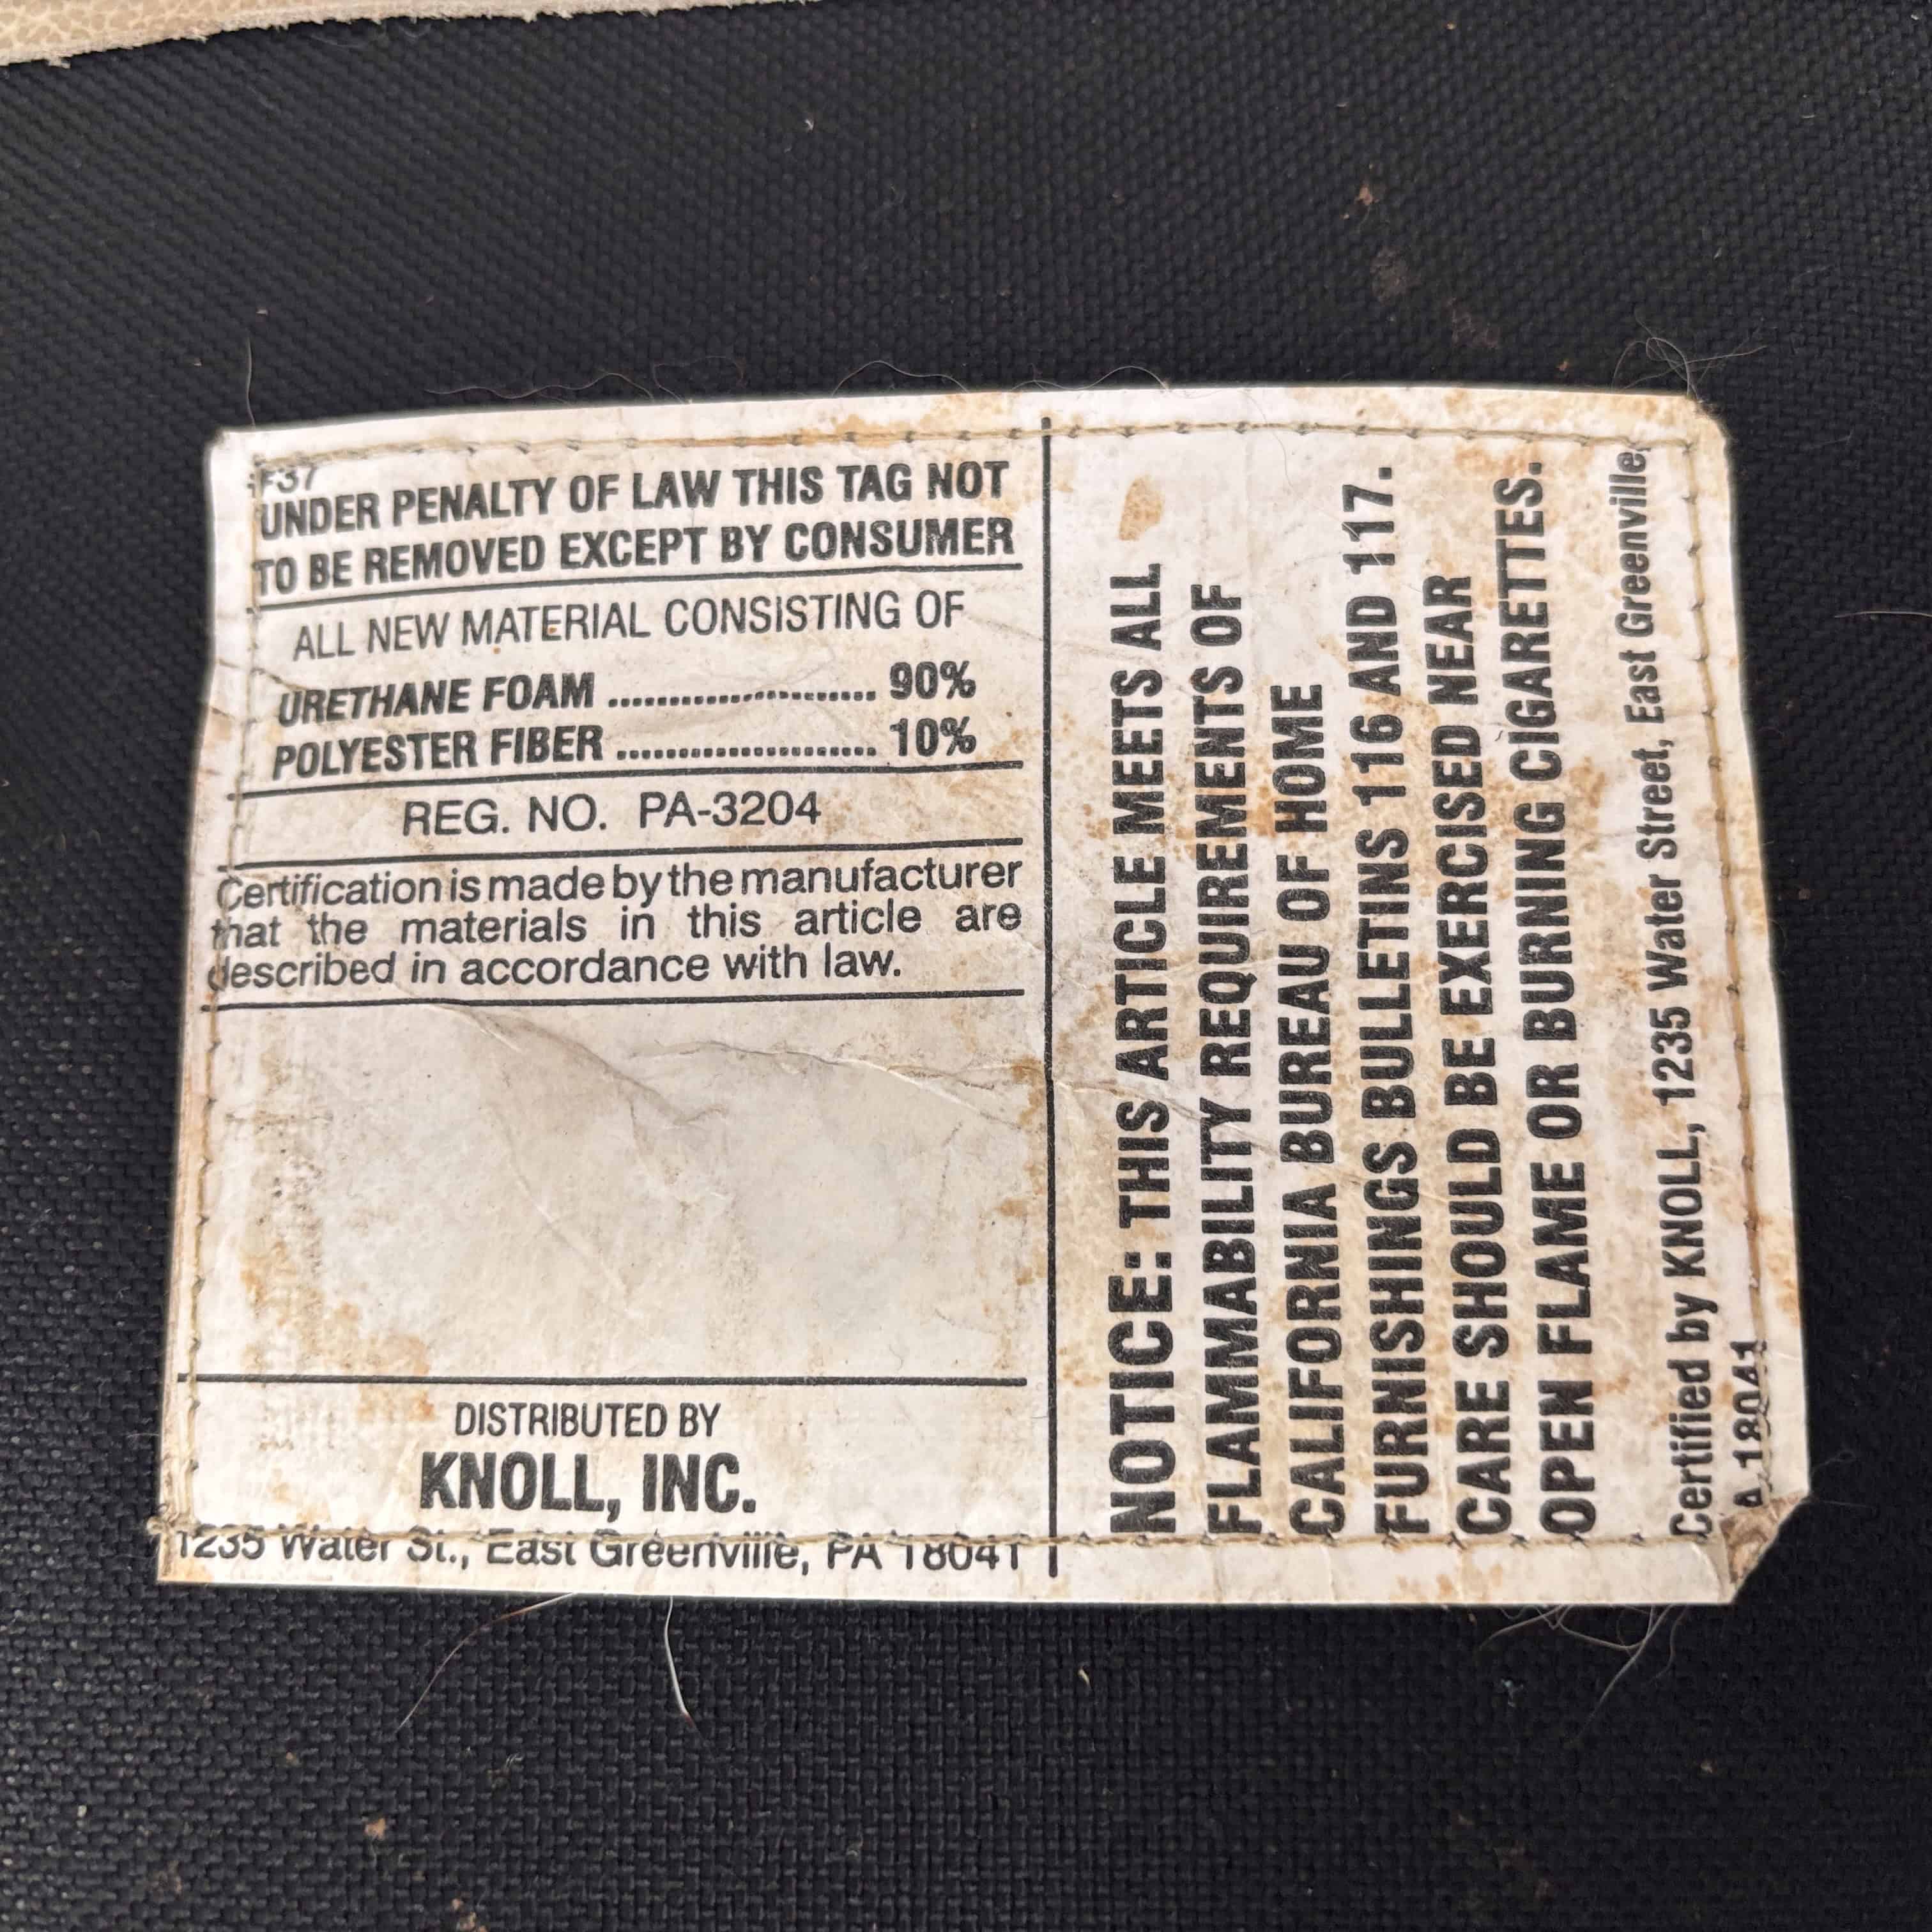 F37
UNDER PENALTY OF LAW THIS TAG NOT
TO BE REMOVED EXCEPT BY CONSUMER
ALL NEW MATERIAL CONSISTING OF
URETHANE FOAM ........................ 90%
POLYESTER FIBER ....................... 10%
REG. NO. PA-3204
Certification is made by the manufacturer
that the materials in this article are
described in accordance with law.
DISTRIBUTED BY
KNOLL, INC.
1235 Water St., East Greenville, PA 18041
NOTICE: THIS ARTICLE MEETS ALL
FLAMMABILITY REQUIREMENTS OF
CALIFORNIA BUREAU OF HOME
FURNISHINGS BULLETINS 116 AND 117.
CARE SHOULD BE EXERCISED NEAR
OPEN FLAME OR BURNING CIGARETTES.
Certified by KNOLL, 1235 Water Street, East Greenville,
18041